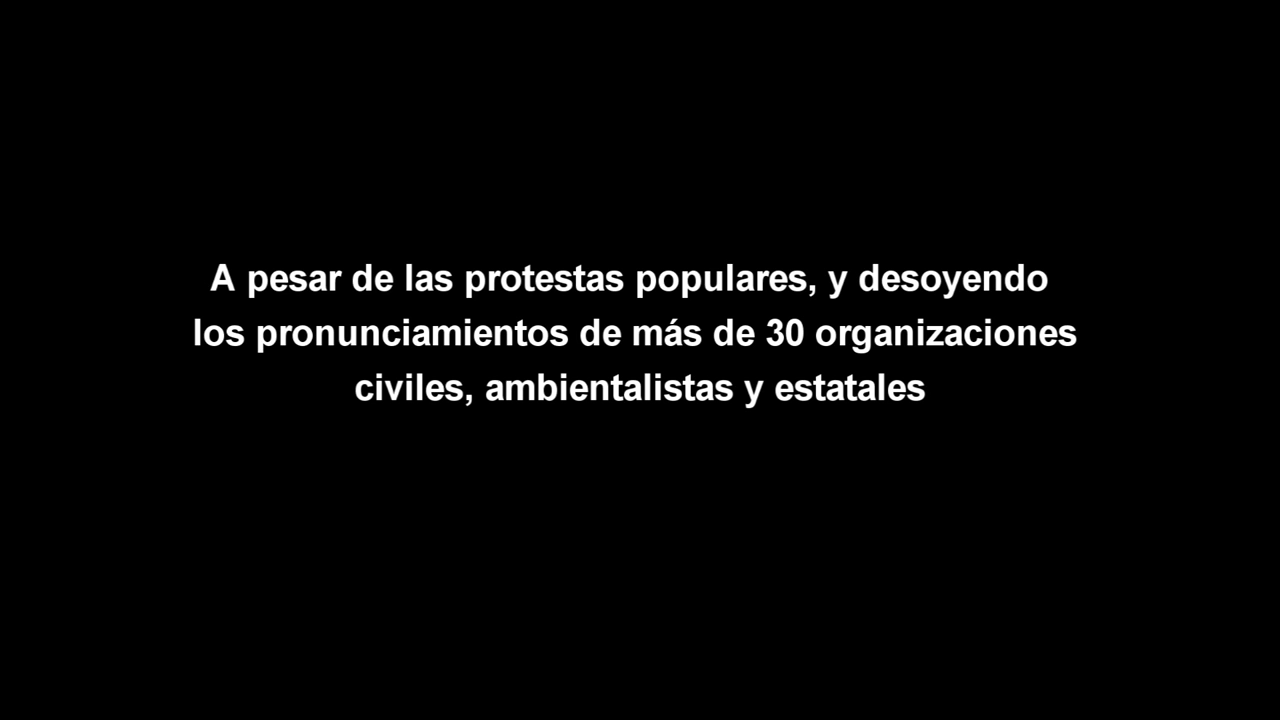 A pesar de las protestas populares, y desoyendo
los pronunciamientos de más de 30 organizaciones
civiles, ambientalistas y estatales